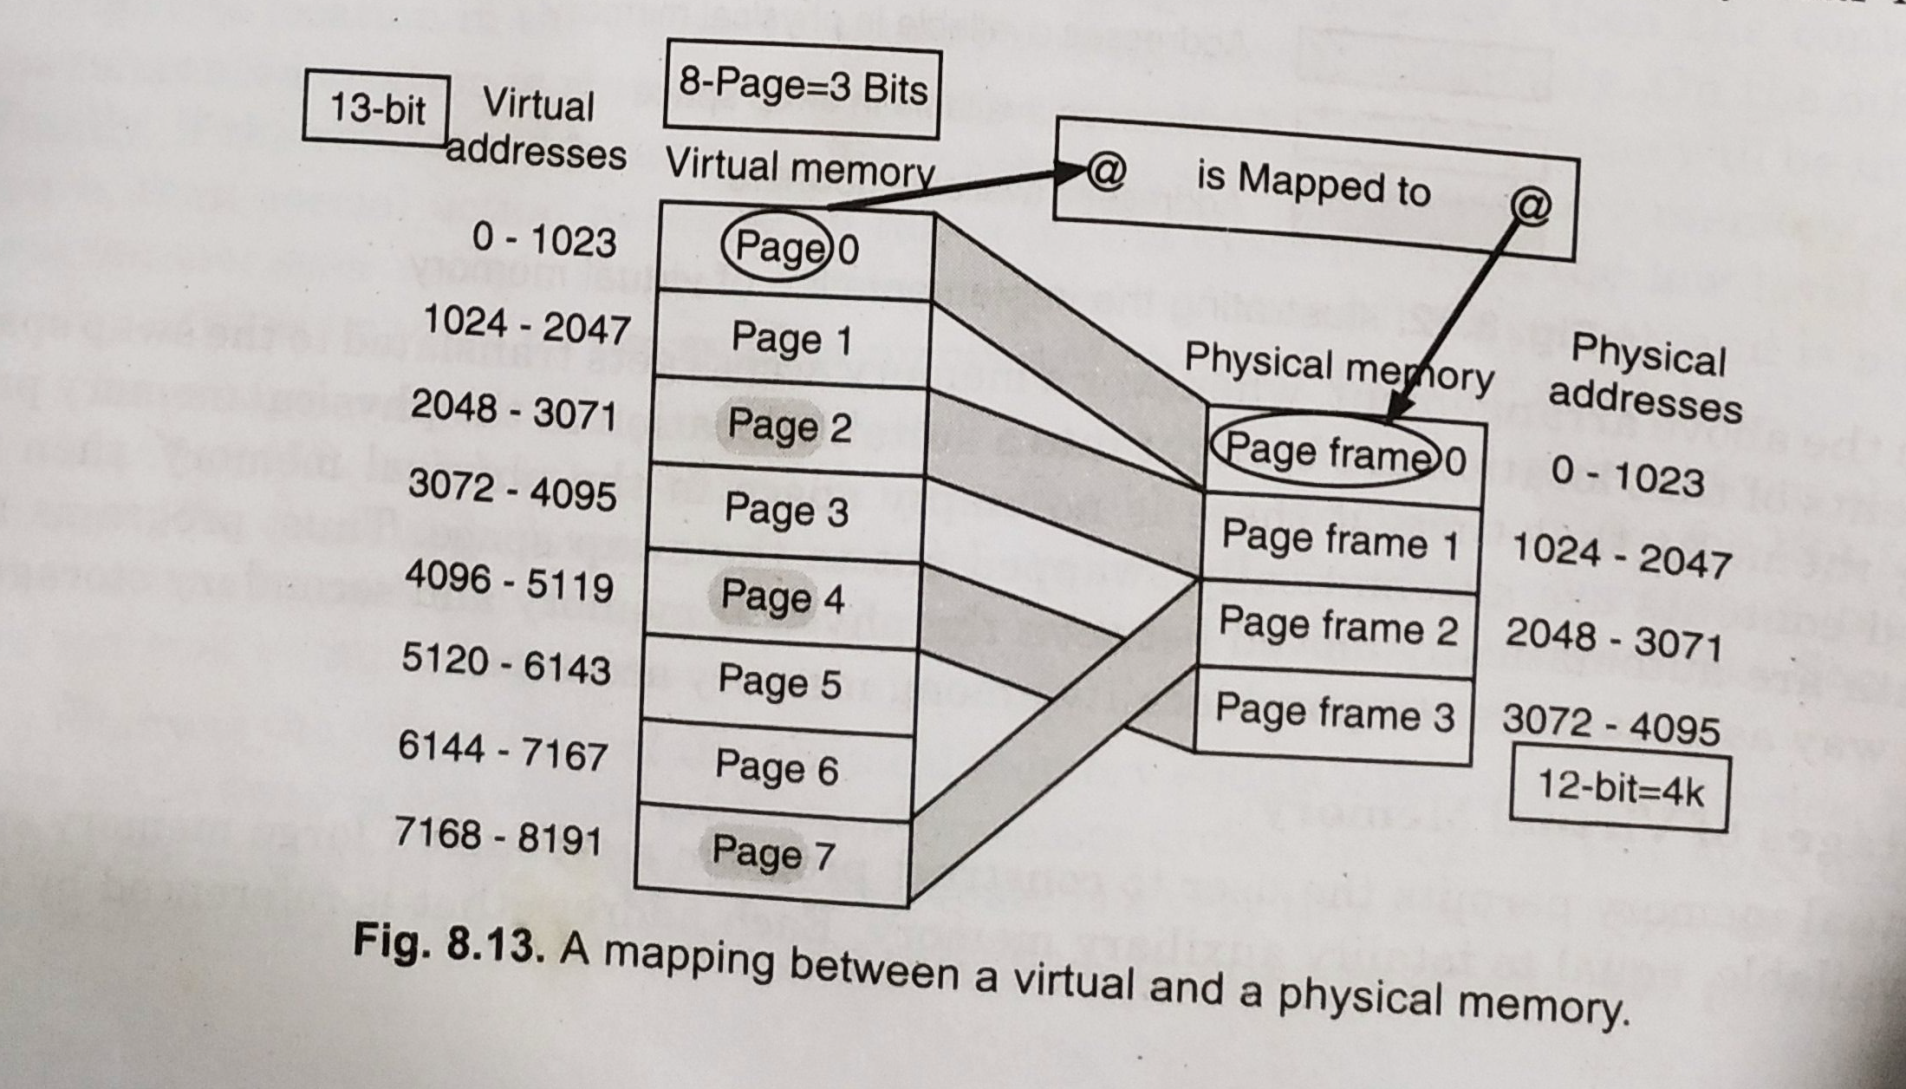 8-Page=3 Bits
13-bit Virtual addresses
Virtual memory
@ is Mapped to @
0 - 1023 Page 0
1024 - 2047 Page 1
2048 - 3071 Page 2
3072 - 4095 Page 3
4096 - 5119 Page 4
5120 - 6143 Page 5
6144 - 7167 Page 6
7168 - 8191 Page 7
Physical memory
Physical addresses
Page frame 0 0 - 1023
Page frame 1 1024 - 2047
Page frame 2 2048 - 3071
Page frame 3 3072 - 4095
12-bit=4k
Fig. 8.13. A mapping between a virtual and a physical memory.